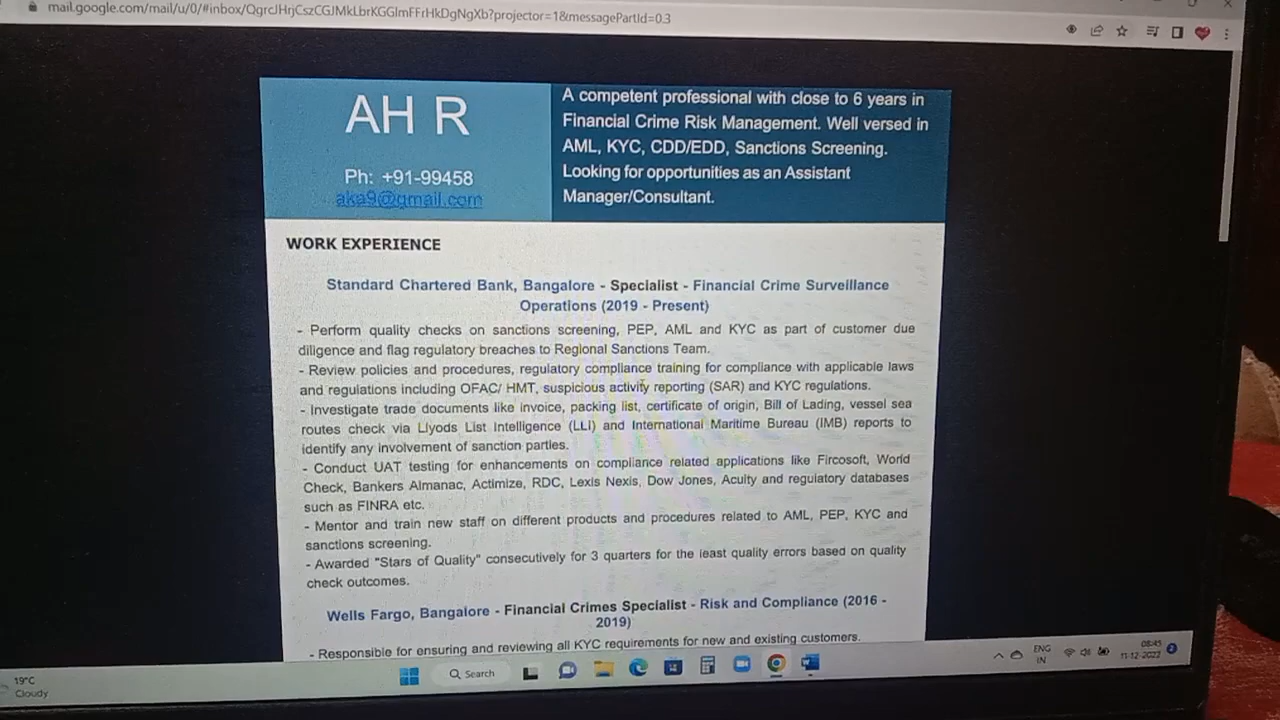 mail.google.com/mail/u/0/#inbox/QgrcJHrjCszCGJMkLbrKGGlmFFrHkDgNgXb?projector=1&messagePartId=0.3
AH R
Ph: +91-99458
aka9@gmail.com
A competent professional with close to 6 years in
Financial Crime Risk Management. Well versed in
AML, KYC, CDD/EDD, Sanctions Screening.
Looking for opportunities as an Assistant
Manager/Consultant.
WORK EXPERIENCE
Standard Chartered Bank, Bangalore - Specialist - Financial Crime Surveillance
Operations (2019 - Present)
- Perform quality checks on sanctions screening, PEP, AML and KYC as part of customer due
diligence and flag regulatory breaches to Regional Sanctions Team.
- Review policies and procedures, regulatory compliance training for compliance with applicable laws
and regulations including OFAC/ HMT, suspicious activity reporting (SAR) and KYC regulations.
- Investigate trade documents like invoice, packing list, certificate of origin, Bill of Lading, vessel sea
routes check via Llyods List Intelligence (LLI) and International Maritime Bureau (IMB) reports to
identify any involvement of sanction parties.
- Conduct UAT testing for enhancements on compliance related applications like Fircosoft, World
Check, Bankers Almanac, Actimize, RDC, Lexis Nexis, Dow Jones, Acuity and regulatory databases
such as FINRA etc.
- Mentor and train new staff on different products and procedures related to AML, PEP, KYC and
sanctions screening.
- Awarded "Stars of Quality" consecutively for 3 quarters for the least quality errors based on quality
check outcomes.
Wells Fargo, Bangalore - Financial Crimes Specialist - Risk and Compliance (2016 -
2019)
- Responsible for ensuring and reviewing all KYC requirements for new and existing customers.
19°C
Cloudy
Search
ENG
IN
08:45
11-12-2022
2